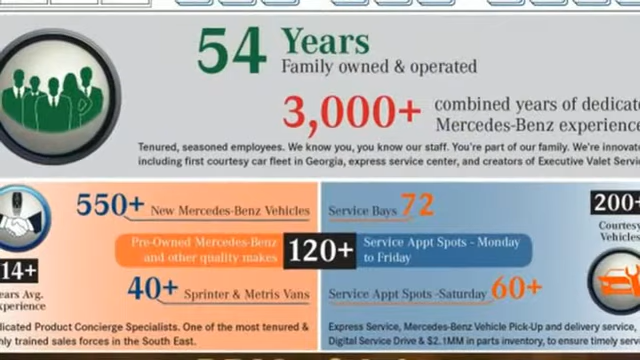 54 Years
Family owned & operated
3,000+ combined years of dedicate
Mercedes-Benz experience
Tenured, seasoned employees. We know you, you know our staff. You're part of our family. We're innovat
including first courtesy car fleet in Georgia, express service center, and creators of Executive Valet Servi
550+ New Mercedes-Benz Vehicles
Service Bays 72
200+
Courtesy
Vehicles
Pre-Owned Mercedes-Benz
and other quality makes
120+
Service Appt Spots - Monday
to Friday
14+
ears Avg.
xperience
40+ Sprinter & Metris Vans
Service Appt Spots -Saturday 60+
dicated Product Concierge Specialists. One of the most tenured &
hly trained sales forces in the South East.
Express Service, Mercedes-Benz Vehicle Pick-Up and delivery service,
Digital Service Drive & $2.1MM in parts inventory, to ensure timely servi